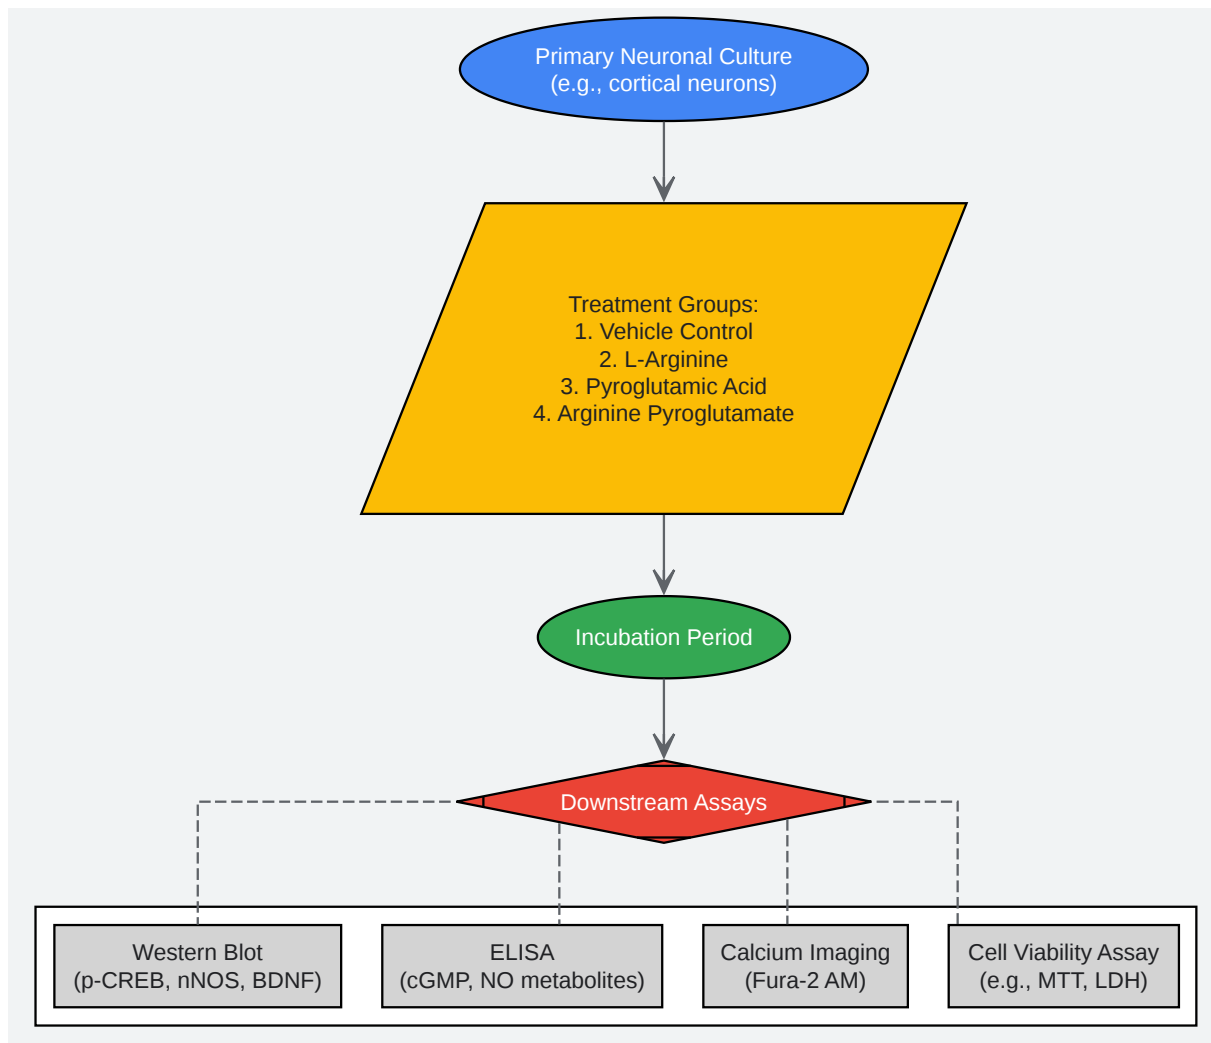 Primary Neuronal Culture
(e.g., cortical neurons)
Treatment Groups:
1. Vehicle Control
2. L-Arginine
3. Pyroglutamic Acid
4. Arginine Pyroglutamate
Incubation Period
Downstream Assays
Western Blot
(p-CREB, nNOS, BDNF)
ELISA
(cGMP, NO metabolites)
Calcium Imaging
(Fura-2 AM)
Cell Viability Assay
(e.g., MTT, LDH)